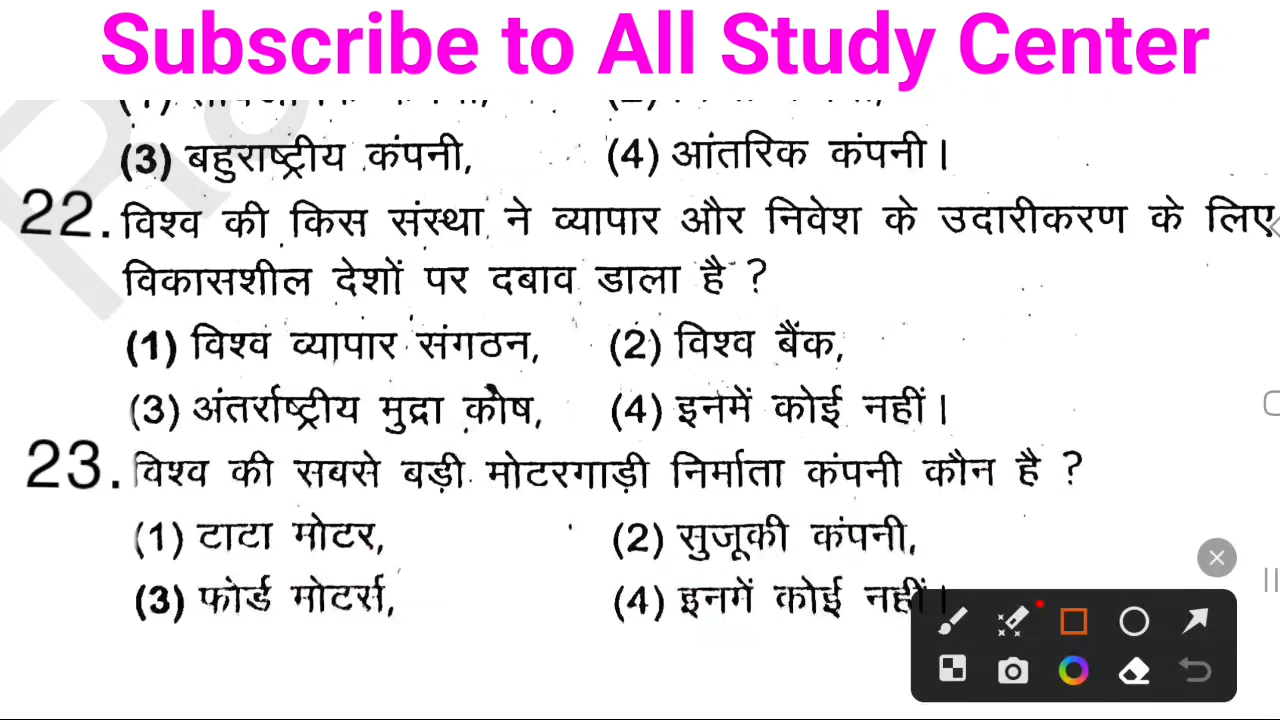 Subscribe to All Study Center
(3) बहुराष्ट्रीय कंपनी, (4) आंतरिक कंपनी।
22. विश्व की किस संस्था ने व्यापार और निवेश के उदारीकरण के लिए
विकासशील देशों पर दबाव डाला है ?
(1) विश्व व्यापार संगठन, (2) विश्व बैंक,
(3) अंतर्राष्ट्रीय मुद्रा कोष, (4) इनमें कोई नहीं।
23. विश्व की सबसे बड़ी मोटरगाड़ी निर्माता कंपनी कौन है ?
(1) टाटा मोटर, (2) सुजूकी कंपनी,
(3) फोर्ड मोटर्स, (4) इनमें कोई नहीं।